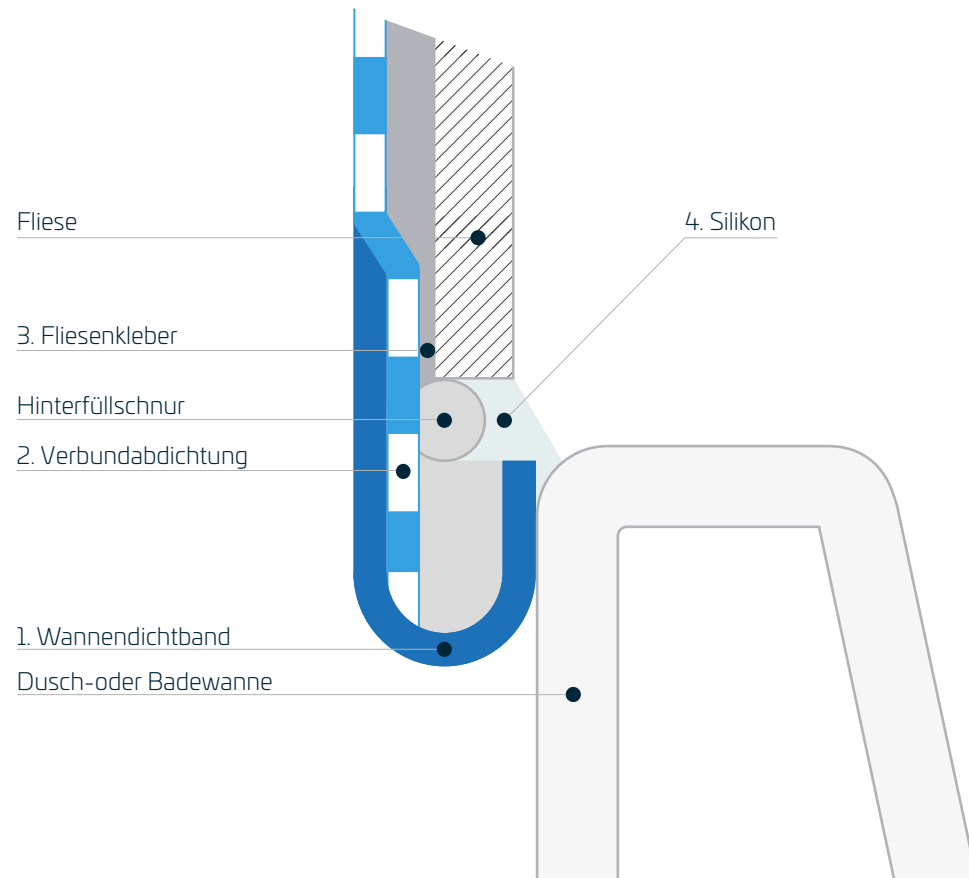 Fliese
4. Silikon
3. Fliesenkleber
Hinterfüllschnur
2. Verbundabdichtung
1. Wannendichtband
Dusch-oder Badewanne